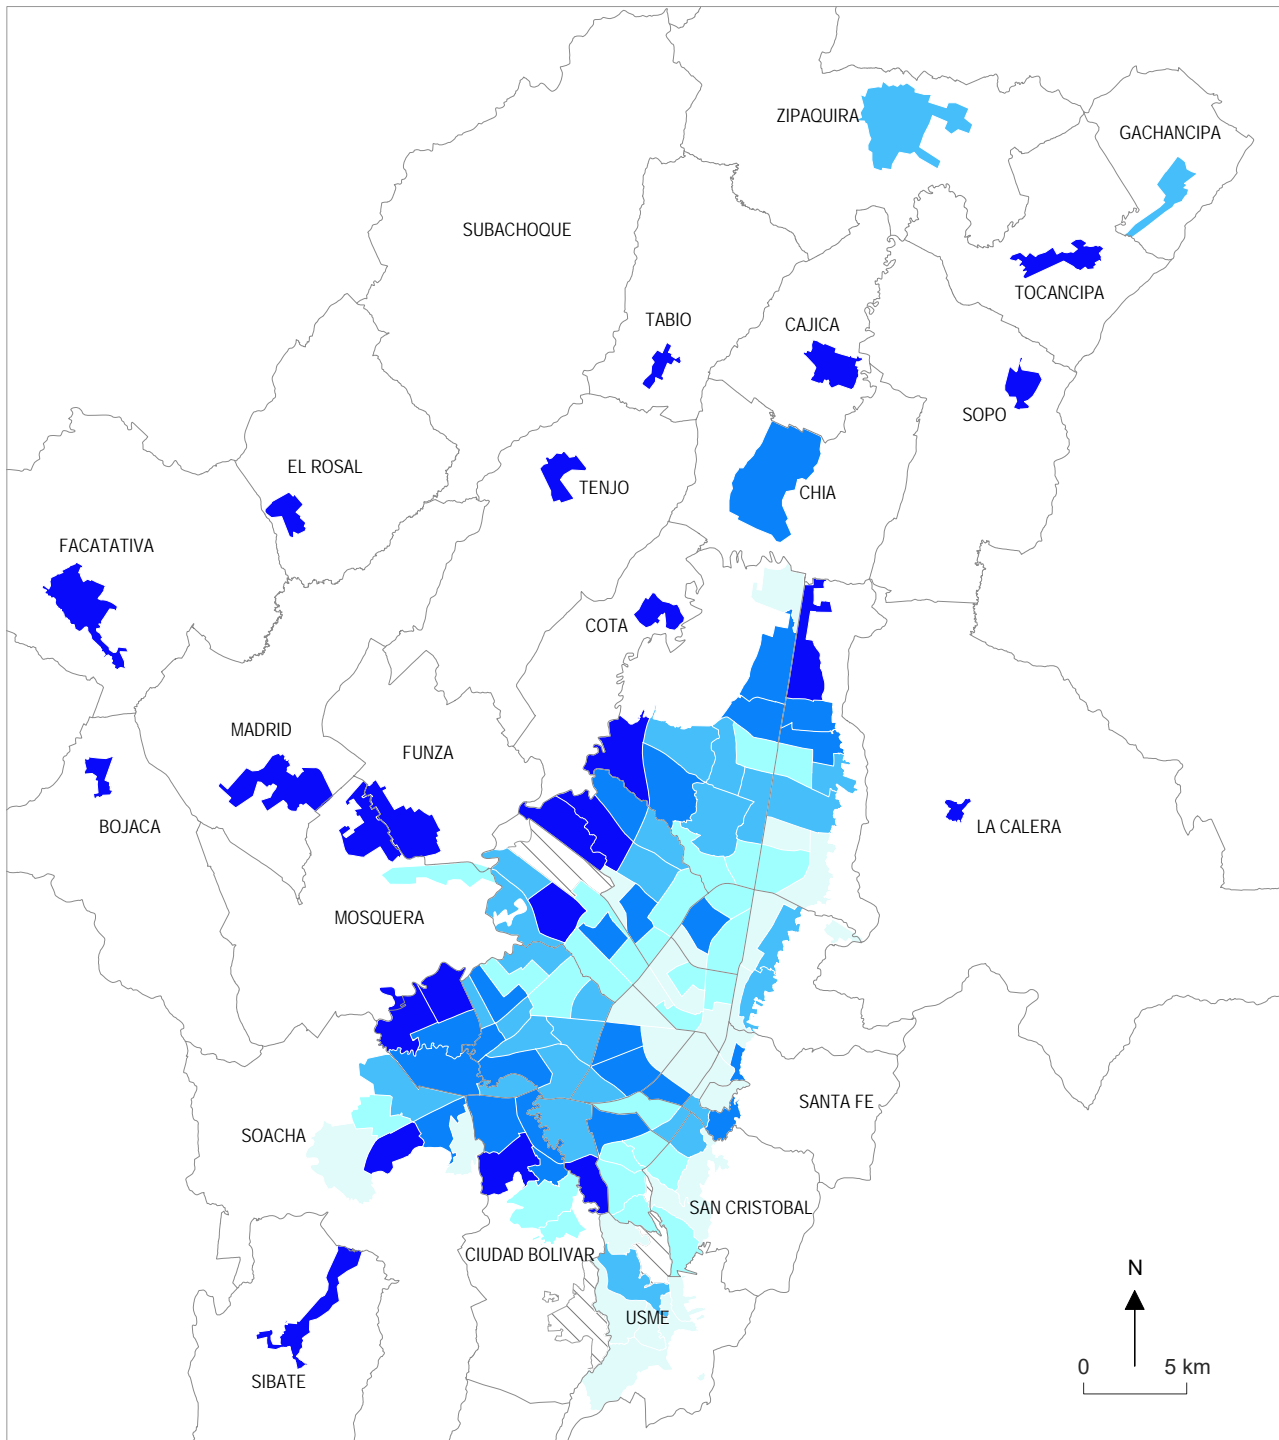 ZIPAQUIRA
GACHANCIPA
SUBACHOQUE
TOCANCIPA
TABIO
CAJICA
SOPO
EL ROSAL
TENJO
CHIA
FACATATIVA
COTA
MADRID
FUNZA
BOJACA
LA CALERA
MOSQUERA
SANTA FE
SOACHA
SAN CRISTOBAL
CIUDAD BOLIVAR
USME
SIBATE
N
0 5 km